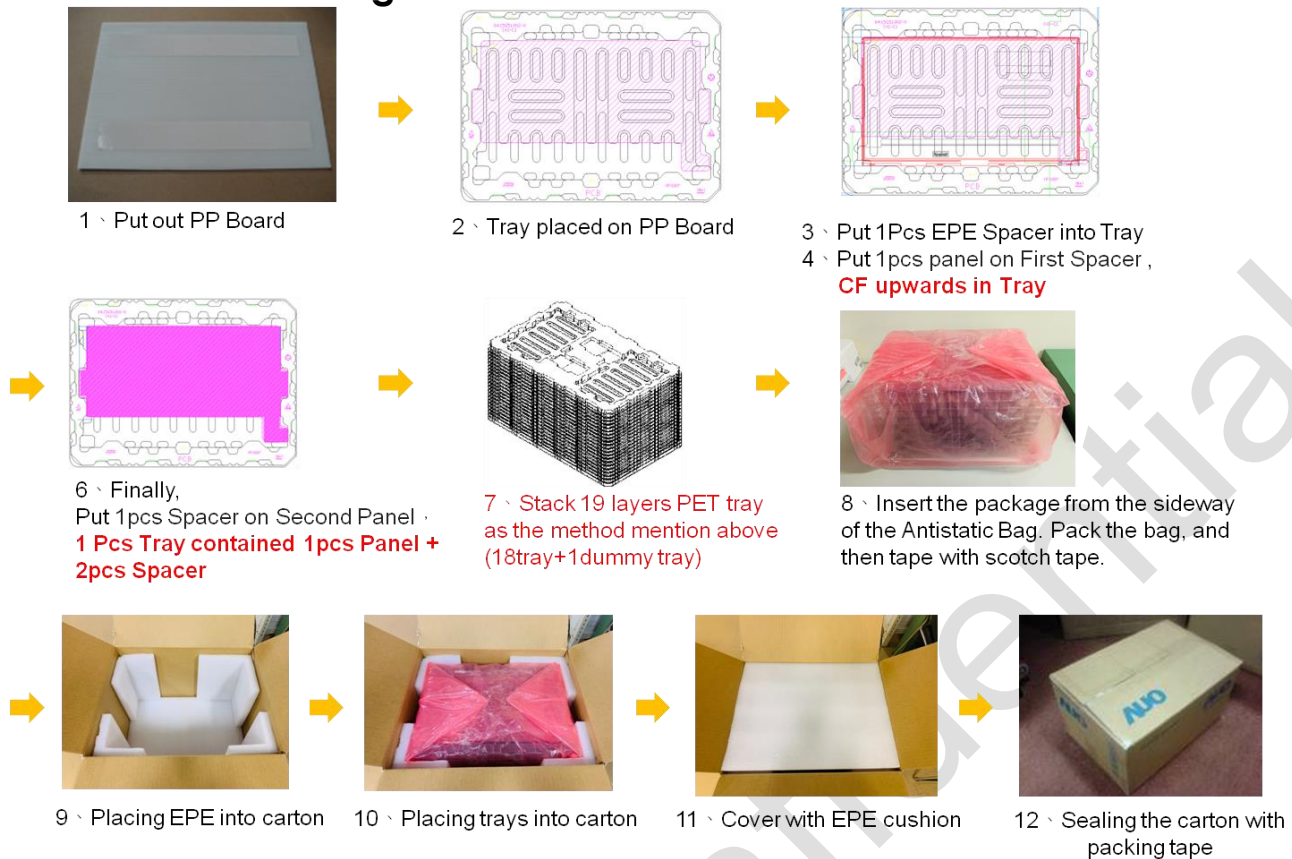 1、Put out PP Board
2、Tray placed on PP Board
3、Put 1Pcs EPE Spacer into Tray
4、Put 1pcs panel on First Spacer ,
CF upwards in Tray
6、Finally,
Put 1pcs Spacer on Second Panel,
1 Pcs Tray contained 1pcs Panel +
2pcs Spacer
7、Stack 19 layers PET tray
as the method mention above
(18tray+1dummy tray)
8、Insert the package from the sideway
of the Antistatic Bag. Pack the bag, and
then tape with scotch tape.
9、Placing EPE into carton
10、Placing trays into carton
11、Cover with EPE cushion
12、Sealing the carton with
packing tape
PCB
PCB
PCB
AUO
AUO